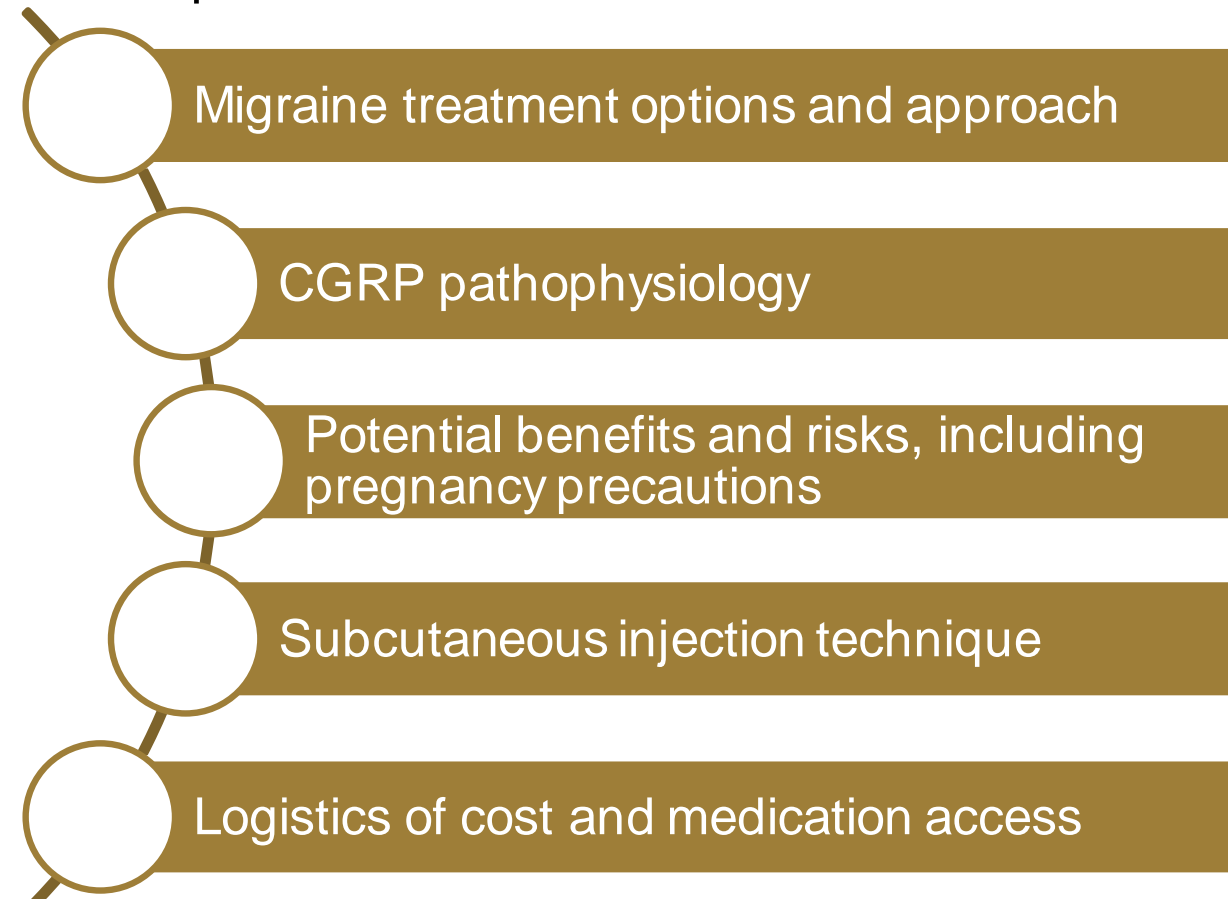 Migraine treatment options and approach
CGRP pathophysiology
Potential benefits and risks, including
pregnancy precautions
Subcutaneous injection technique
Logistics of cost and medication access